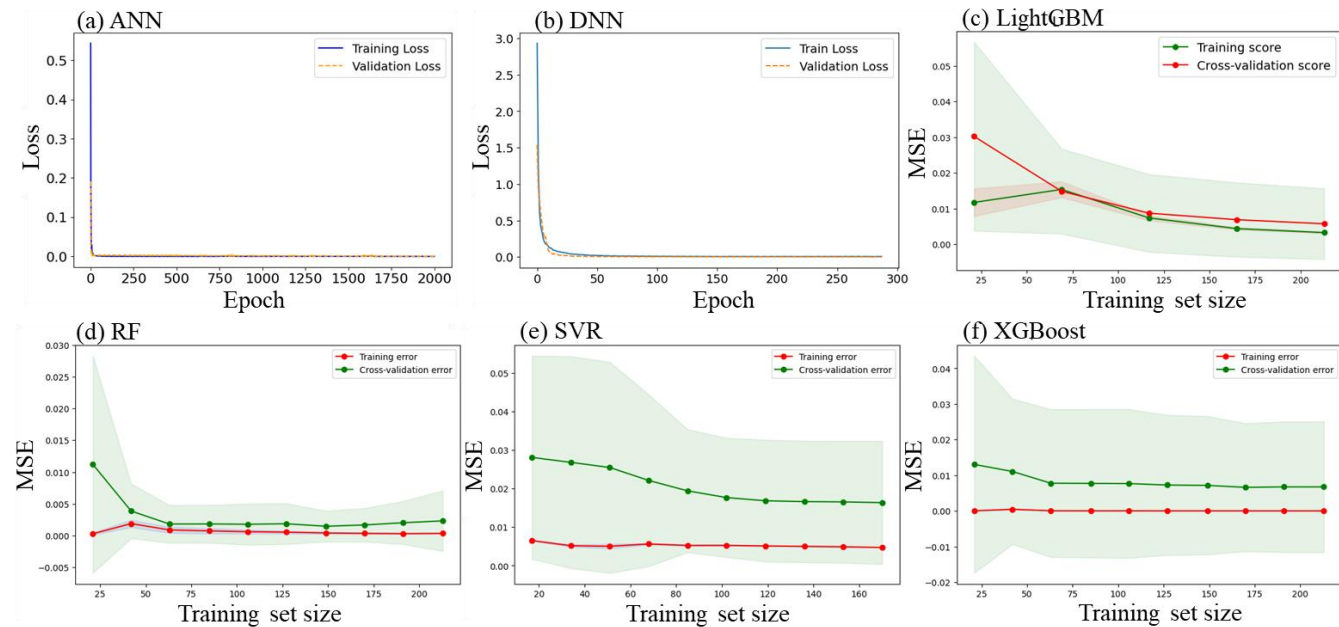 (a) ANN
Training Loss
Validation Loss
0.5
0.4
0.3
0.2
0.1
0.0
Loss
0 250 500 750 1000 1250 1500 1750 2000
Epoch
(b) DNN
Train Loss
Validation Loss
3.0
2.5
2.0
1.5
1.0
0.5
0.0
Loss
0 50 100 150 200 250 300
Epoch
(c) LightGBM
Training score
Cross-validation score
0.05
0.04
0.03
0.02
0.01
0.00
MSE
25 50 75 100 125 150 175 200
Training set size
(d) RF
Training error
Cross-validation error
0.030
0.025
0.020
0.015
0.010
0.005
0.000
−0.005
MSE
25 50 75 100 125 150 175 200
Training set size
(e) SVR
Training error
Cross-validation error
0.05
0.04
0.03
0.02
0.01
0.00
MSE
20 40 60 80 100 120 140 160
Training set size
(f) XGBoost
Training error
Cross-validation error
0.04
0.03
0.02
0.01
0.00
−0.01
−0.02
MSE
25 50 75 100 125 150 175 200
Training set size